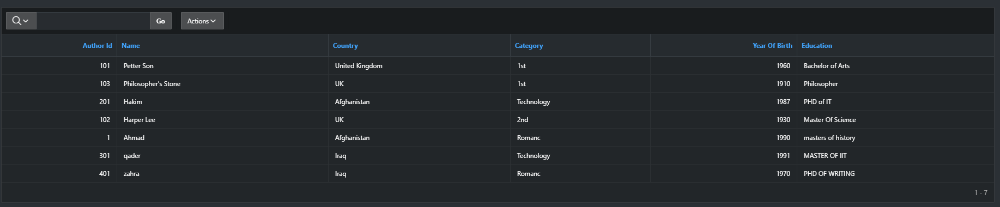 Go Actions
Author Id Name Country Category Year Of Birth Education
101 Petter Son United Kingdom 1st 1960 Bachelor of Arts
103 Philosopher's Stone UK 1st 1910 Philosopher
201 Hakim Afghanistan Technology 1987 PHD of IT
102 Harper Lee UK 2nd 1930 Master Of Science
1 Ahmad Afghanistan Romanc 1990 masters of history
301 qader Iraq Technology 1991 MASTER OF IIT
401 zahra Iraq Romanc 1970 PHD OF WRITING
1 - 7